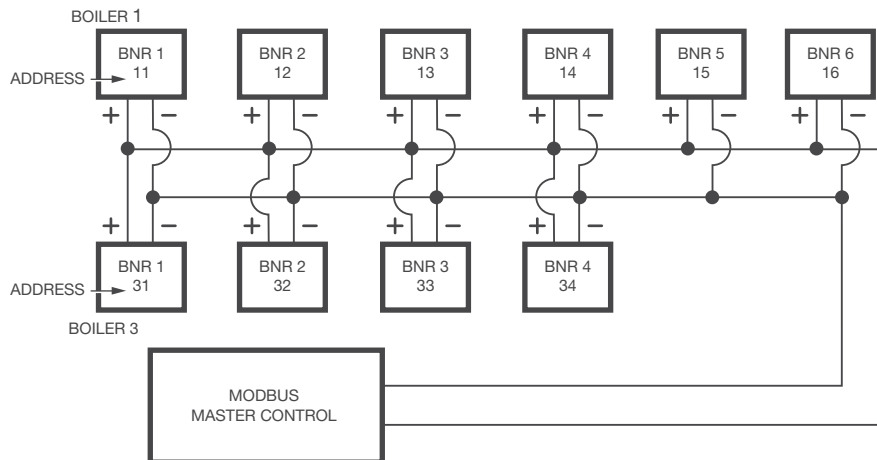 BOILER 1
BNR 1 BNR 2 BNR 3 BNR 4 BNR 5 BNR 6
11 12 13 14 15 16
ADDRESS
+ − + − + − + − + − + −
+ − + − + − + −
BNR 1 BNR 2 BNR 3 BNR 4
31 32 33 34
ADDRESS
BOILER 3
MODBUS
MASTER CONTROL